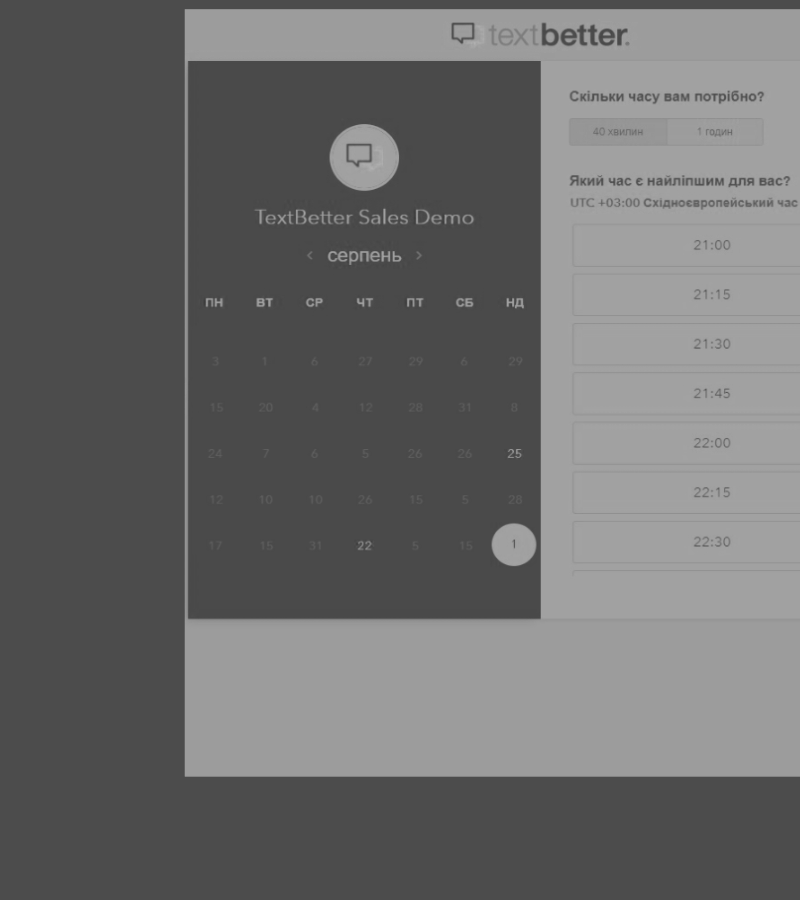 textbetter.
TextBetter Sales Demo
‹ серпень ›
ПН ВТ СР ЧТ ПТ СБ НД
3 1 6 27 29 6 29
15 20 4 12 28 31 8
24 7 6 5 26 26 25
12 10 10 26 15 5 28
17 15 31 22 5 15 1
Скільки часу вам потрібно?
40 хвилин 1 годин
Який час є найліпшим для вас?
UTC +03:00 Східноєвропейський час
21:00
21:15
21:30
21:45
22:00
22:15
22:30